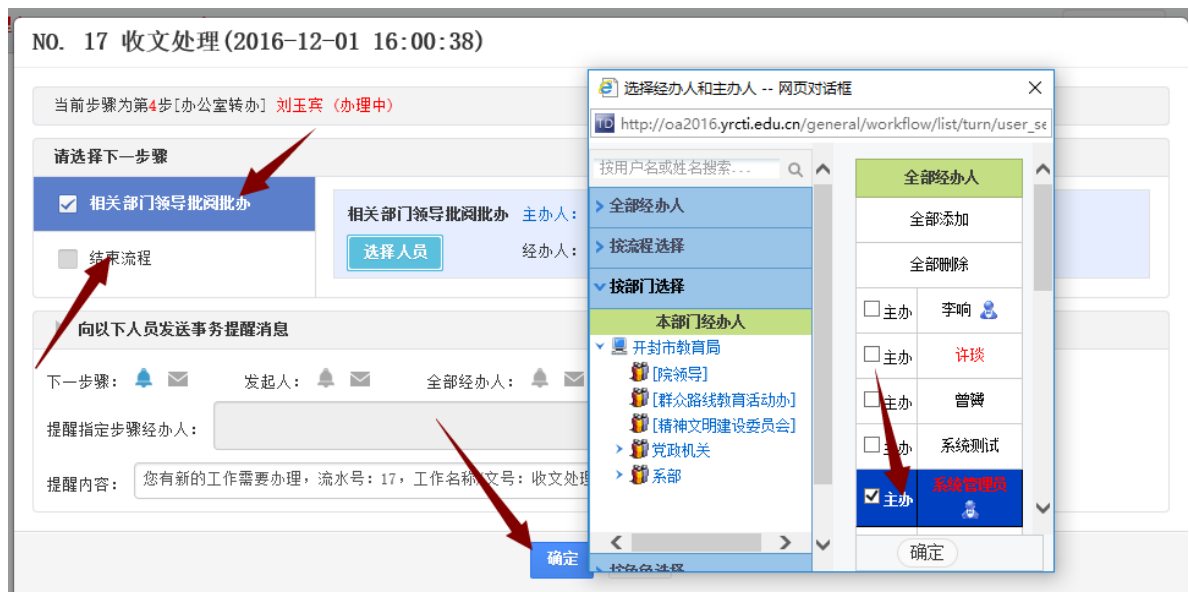 NO. 17 收文处理(2016-12-01 16:00:38)
当前步骤为第4步[办公室转办] 刘玉宾 (办理中)
请选择下一步骤
相关部门领导批阅批办
结束流程
相关部门领导批阅批办 主办人:
选择人员 经办人:
向以下人员发送事务提醒消息
下一步骤: 发起人: 全部经办人:
提醒指定步骤经办人:
提醒内容: 您有新的工作需要办理,流水号:17,工作名称/文号:收文处理
确定
选择经办人和主办人 -- 网页对话框
TD http://oa2016.yrcti.edu.cn/general/workflow/list/turn/user_se
按用户名或姓名搜索...
全部经办人
按流程选择
按部门选择
本部门经办人
开封市教育局
[院领导]
[群众路线教育活动办]
[精神文明建设委员会]
党政机关
系部
按角色选择
全部经办人
全部添加
全部删除
主办 李响
主办 许琰
主办
主办 系统测试
主办 系统管理员
确定